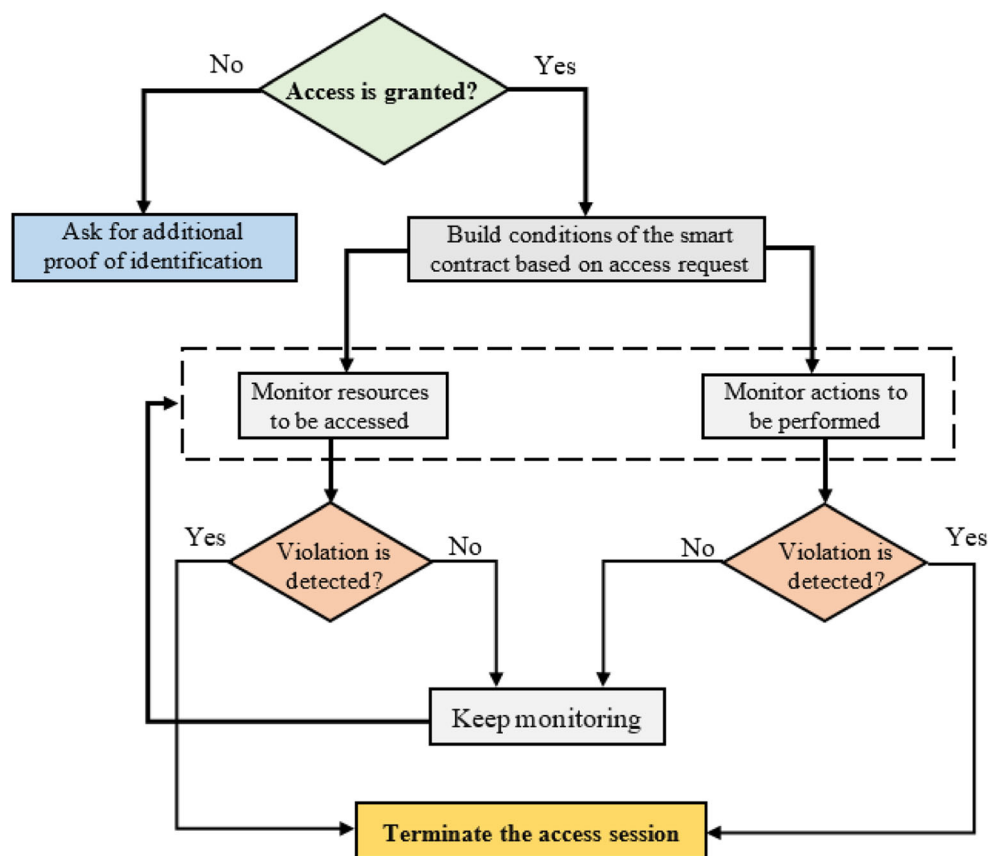 No
Yes
Access is granted?
Ask for additional
proof of identification
Build conditions of the smart
contract based on access request
Monitor resources
to be accessed
Monitor actions to
be performed
Yes
Violation is
detected?
No
No
Violation is
detected?
Yes
Keep monitoring
Terminate the access session